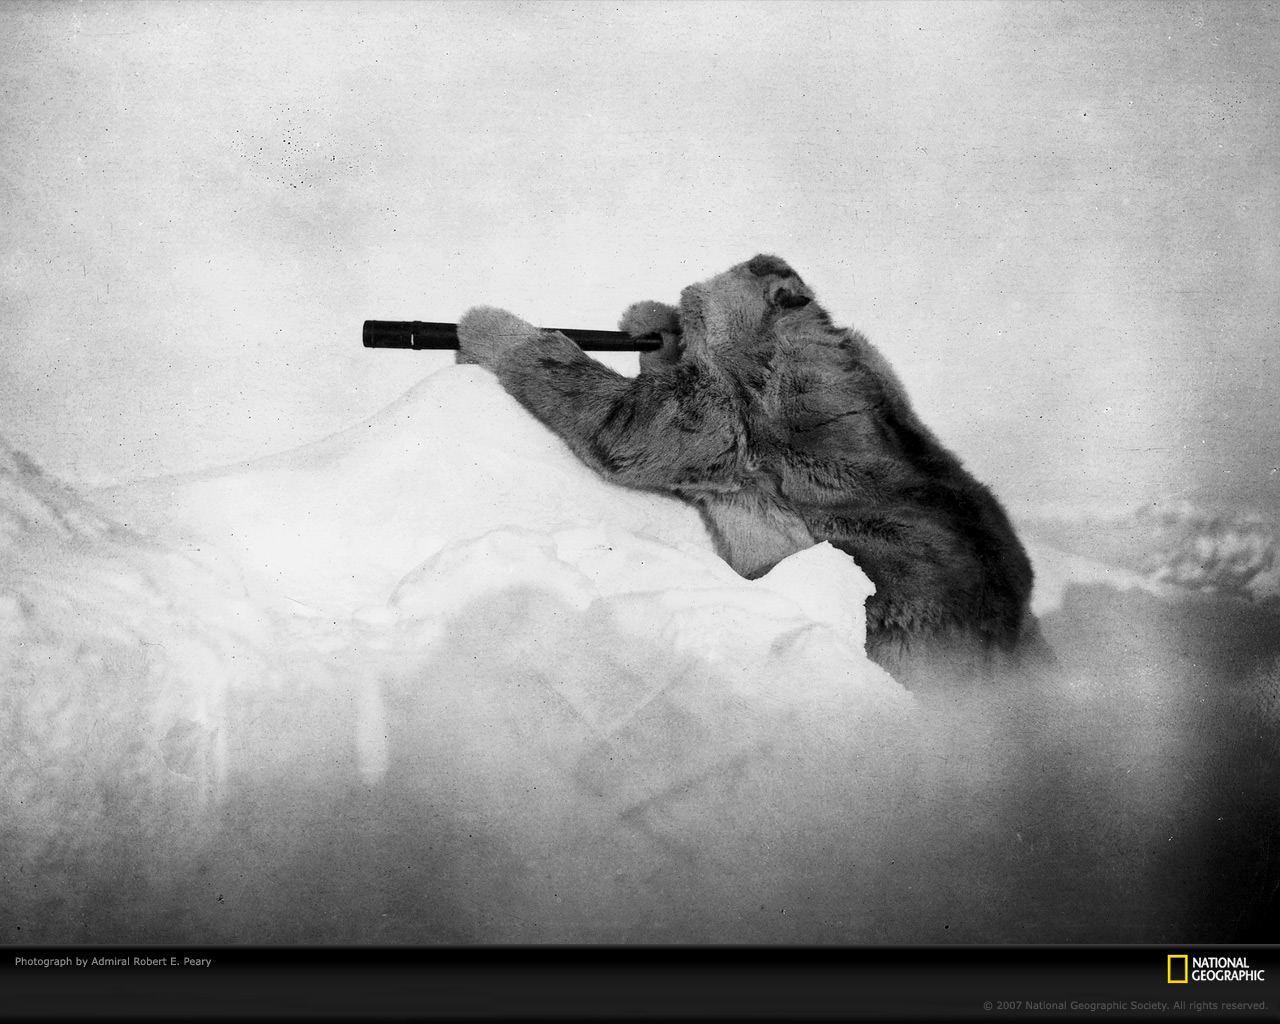 Photograph by Admiral Robert E. Peary
NATIONAL
GEOGRAPHIC
© 2007 National Geographic Society. All rights reserved.